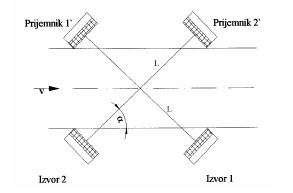 Prijemnik 1'
Prijemnik 2'
L
v
L
α
Izvor 2
Izvor 1